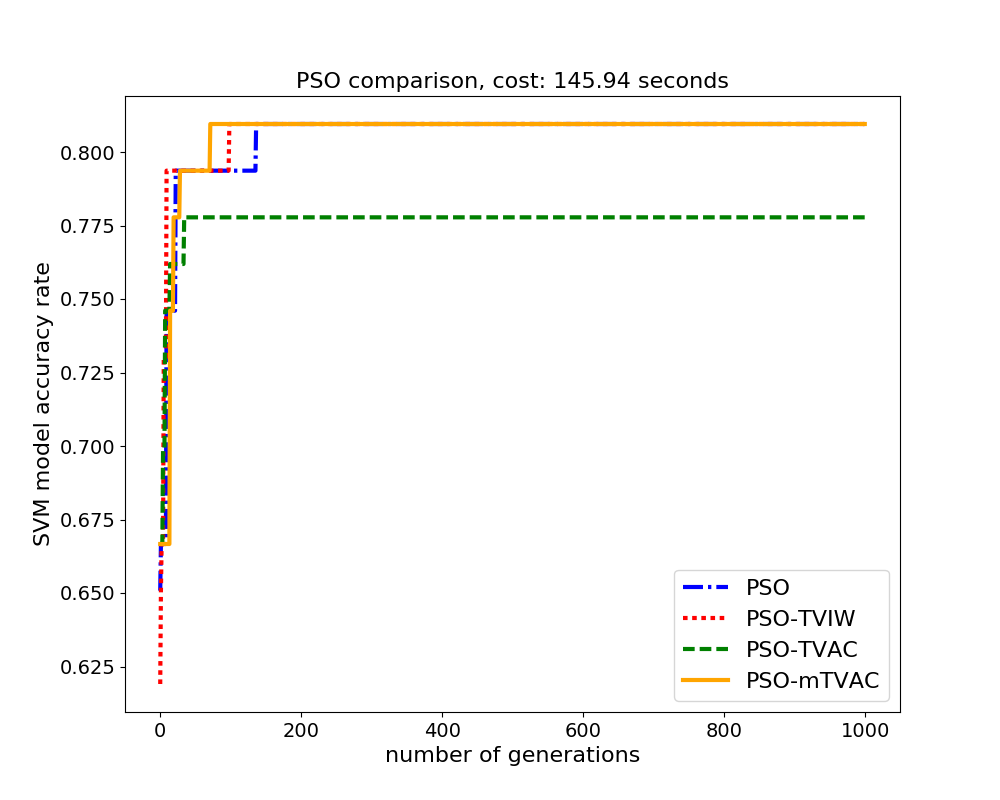 PSO comparison, cost: 145.94 seconds
SVM model accuracy rate
0.800
0.775
0.750
0.725
0.700
0.675
0.650
0.625
PSO
PSO-TVIW
PSO-TVAC
PSO-mTVAC
0 200 400 600 800 1000
number of generations